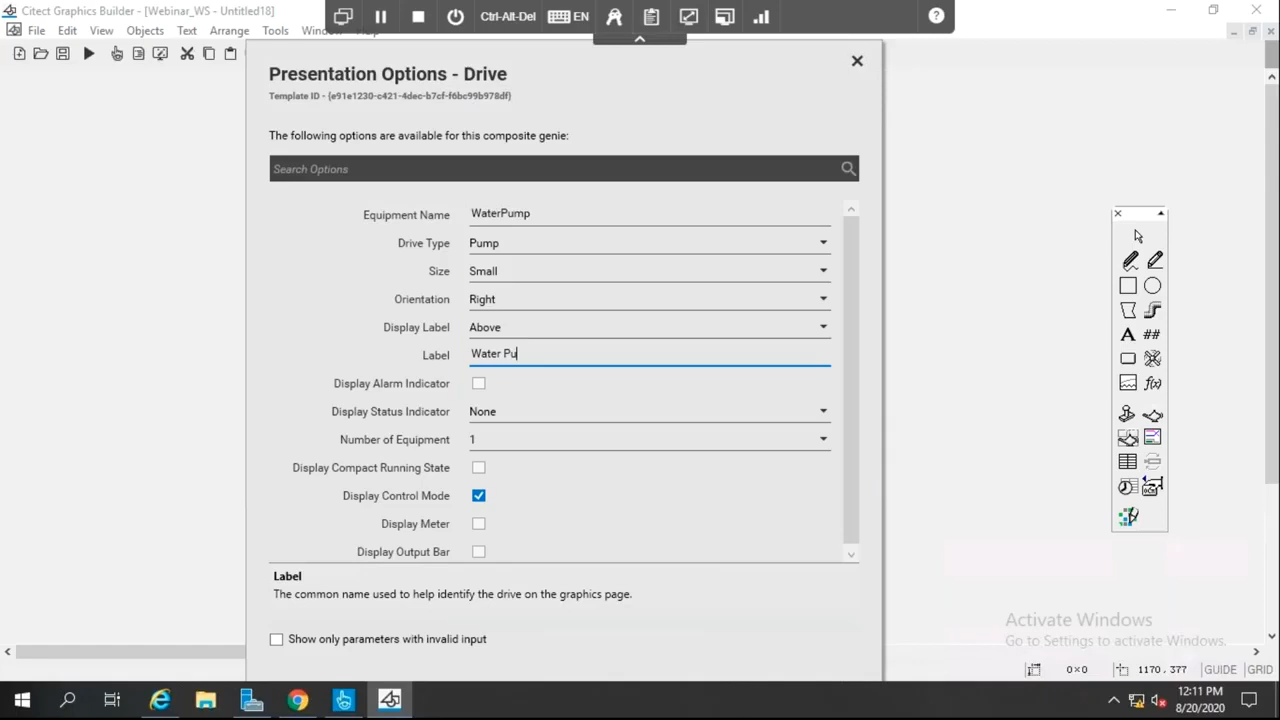 Citect Graphics Builder - [Webinar_WS - Untitled18]
Ctrl-Alt-Del
EN
File Edit View Objects Text Arrange Tools
Presentation Options - Drive
Template ID - {e91e1230-c421-4dec-b7cf-f6bc99b978df}
The following options are available for this composite genie:
Search Options
Equipment Name WaterPump
Drive Type Pump
Size Small
Orientation Right
Display Label Above
Label Water Pu
Display Alarm Indicator
Display Status Indicator None
Number of Equipment 1
Display Compact Running State
Display Control Mode
Display Meter
Display Output Bar
Label
The common name used to help identify the drive on the graphics page.
Show only parameters with invalid input
A ##
f(x)
Activate Windows
Go to Settings to activate Windows.
0×0 1170 , 377 GUIDE GRID
12:11 PM
8/20/2020